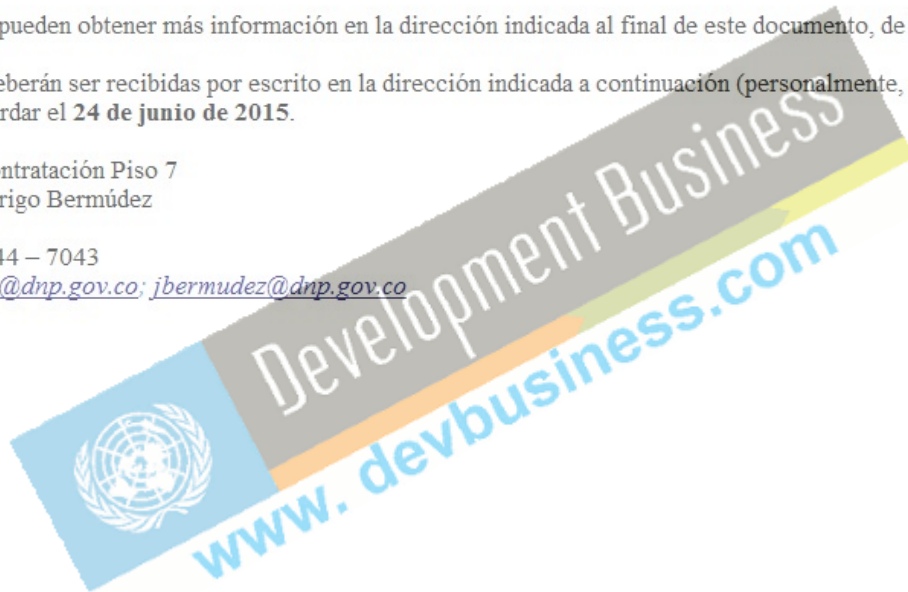 pueden obtener más información en la dirección indicada al final de este documento, de
eberán ser recibidas por escrito en la dirección indicada a continuación (personalmente,
rdar el 24 de junio de 2015.
ntratación Piso 7
rigo Bermúdez
44 – 7043
@dnp.gov.co; jbermudez@dnp.gov.co
Development Business
www.devbusiness.com